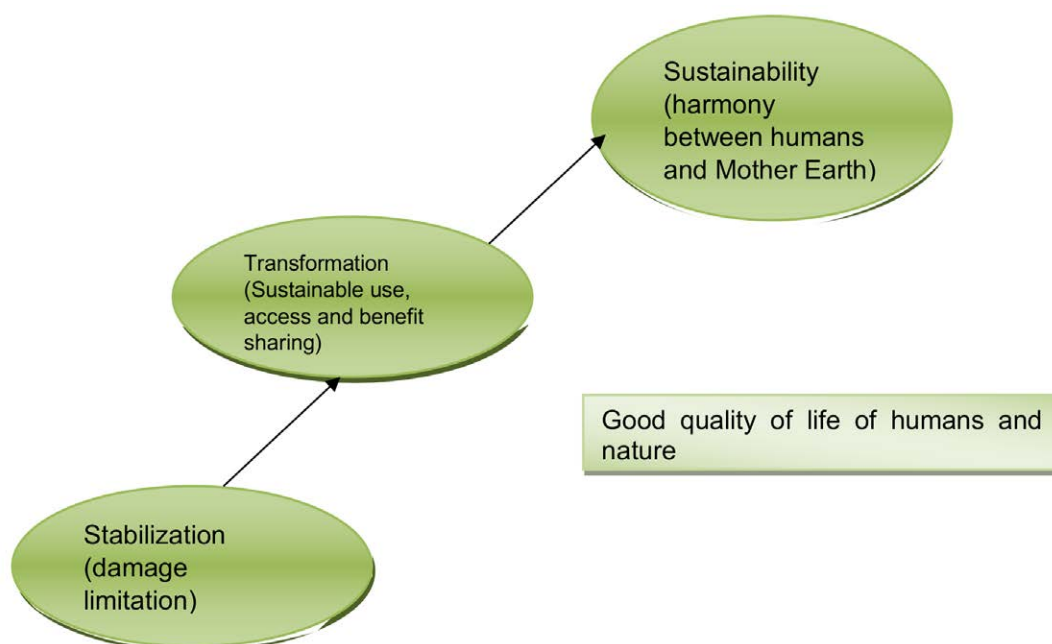 Sustainability
(harmony
between humans
and Mother Earth)
Transformation
(Sustainable use,
access and benefit
sharing)
Good quality of life of humans and
nature
Stabilization
(damage
limitation)